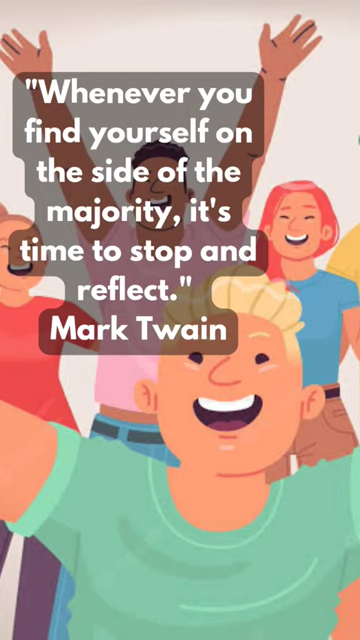 "Whenever you
find yourself on
the side of the
majority, it's
time to stop and
reflect."
Mark Twain